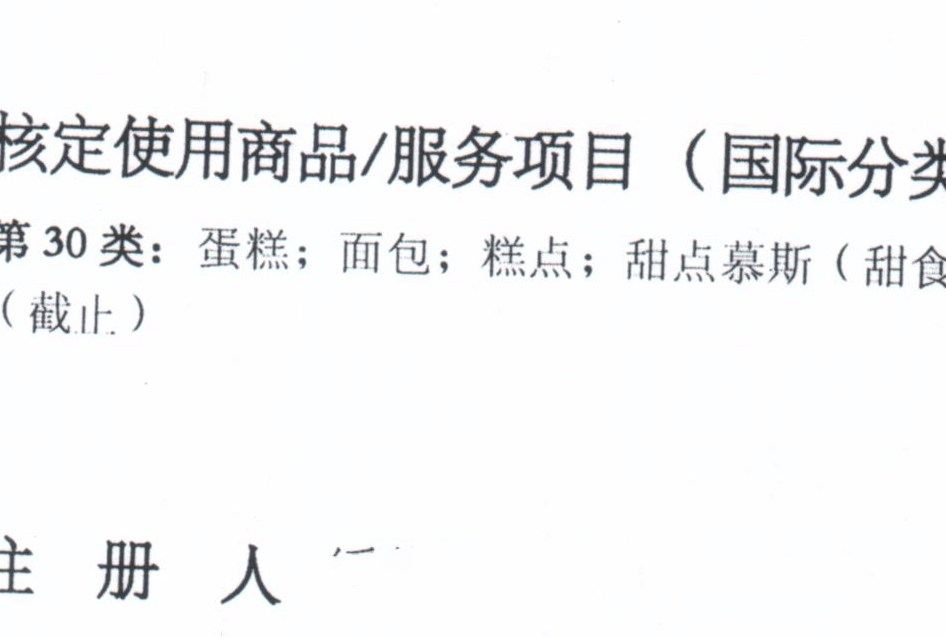 核定使用商品/服务项目（国际分类
第 30 类：蛋糕；面包；糕点；甜点慕斯（甜食
（截止）
注 册 人